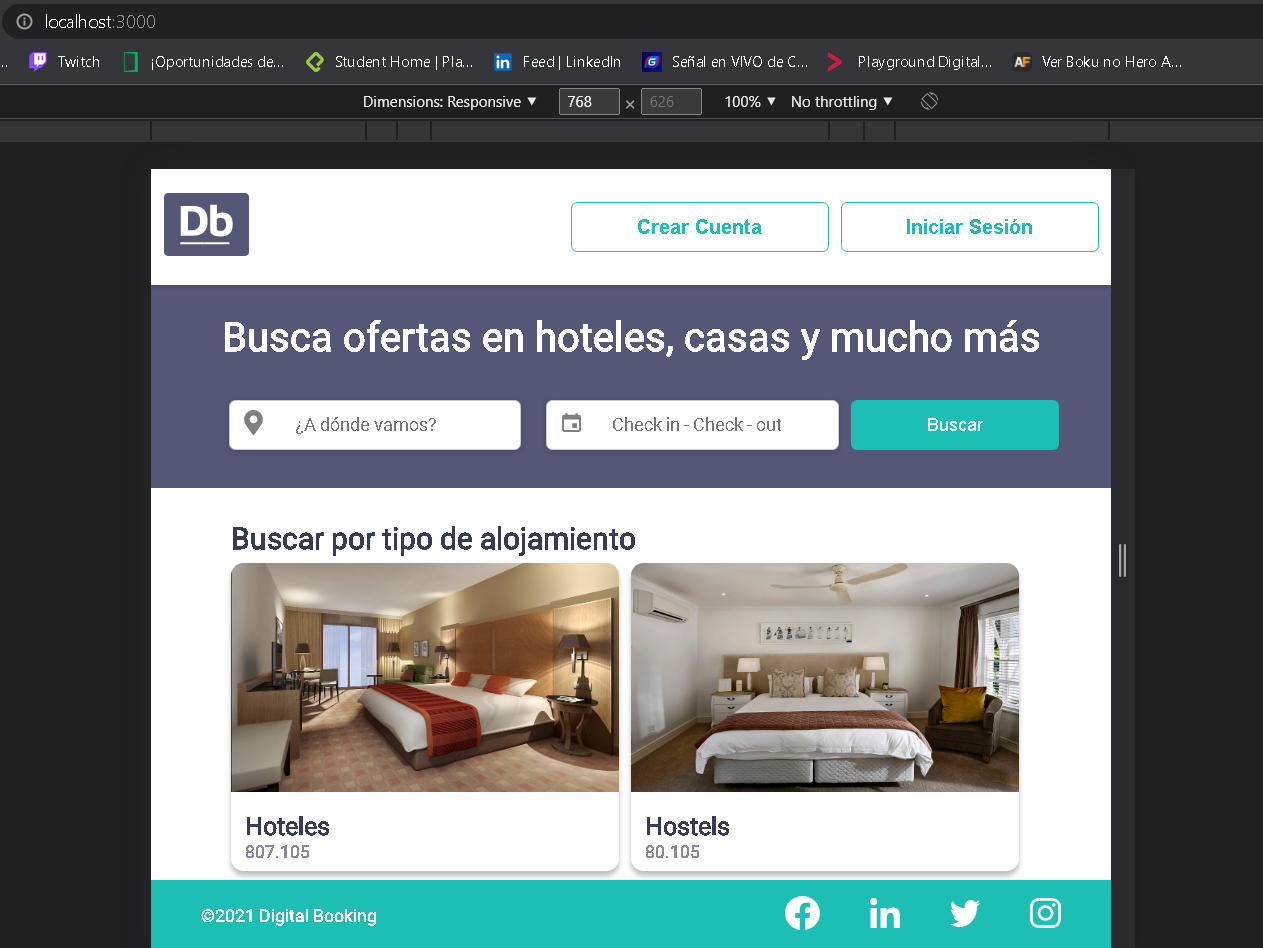 localhost:3000
Twitch
¡Oportunidades de...
Student Home | Pla...
Feed | LinkedIn
Señal en VIVO de C...
Playground Digital...
Ver Boku no Hero A...
Dimensions: Responsive ▼ 768 × 626 100% ▼ No throttling ▼
Db
Crear Cuenta
Iniciar Sesión
Busca ofertas en hoteles, casas y mucho más
¿A dónde vamos?
Check in - Check - out
Buscar
Buscar por tipo de alojamiento
Hoteles
807.105
Hostels
80.105
©2021 Digital Booking